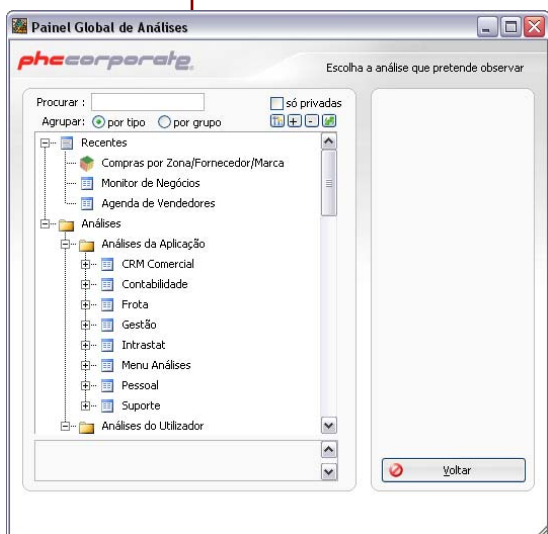 Painel Global de Análises
phccorporate.
Escolha a análise que pretende observar
Procurar :
só privadas
Agrupar: por tipo por grupo
Recentes
Compras por Zona/Fornecedor/Marca
Monitor de Negócios
Agenda de Vendedores
Análises
Análises da Aplicação
CRM Comercial
Contabilidade
Frota
Gestão
Intrastat
Menu Análises
Pessoal
Suporte
Análises do Utilizador
Voltar